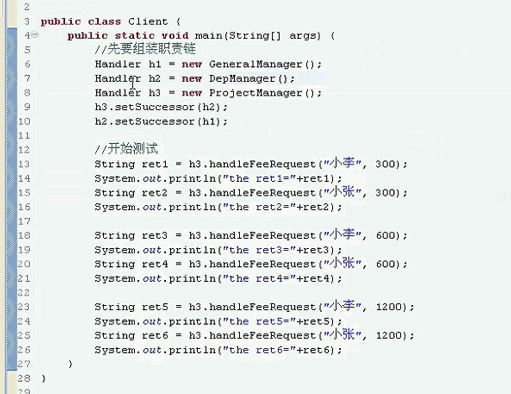 2
3 public class Client {
4 public static void main(String[] args) {
5 //先要组装职责链
6 Handler h1 = new GeneralManager();
7 Handler h2 = new DepManager();
8 Handler h3 = new ProjectManager();
9 h3.setSuccessor(h2);
10 h2.setSuccessor(h1);
11
12 //开始测试
13 String ret1 = h3.handleFeeRequest("小李", 300);
14 System.out.println("the ret1="+ret1);
15 String ret2 = h3.handleFeeRequest("小张", 300);
16 System.out.println("the ret2="+ret2);
17
18 String ret3 = h3.handleFeeRequest("小李", 600);
19 System.out.println("the ret3="+ret3);
20 String ret4 = h3.handleFeeRequest("小张", 600);
21 System.out.println("the ret4="+ret4);
22
23 String ret5 = h3.handleFeeRequest("小李", 1200);
24 System.out.println("the ret5="+ret5);
25 String ret6 = h3.handleFeeRequest("小张", 1200);
26 System.out.println("the ret6="+ret6);
27 }
28 }
29